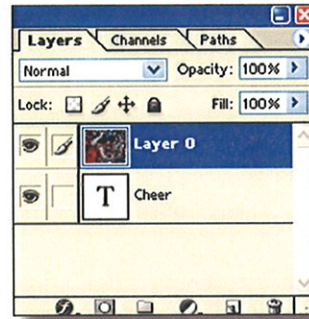 Layers Channels Paths
Normal Opacity: 100%
Lock: Fill: 100%
Layer 0
T Cheer